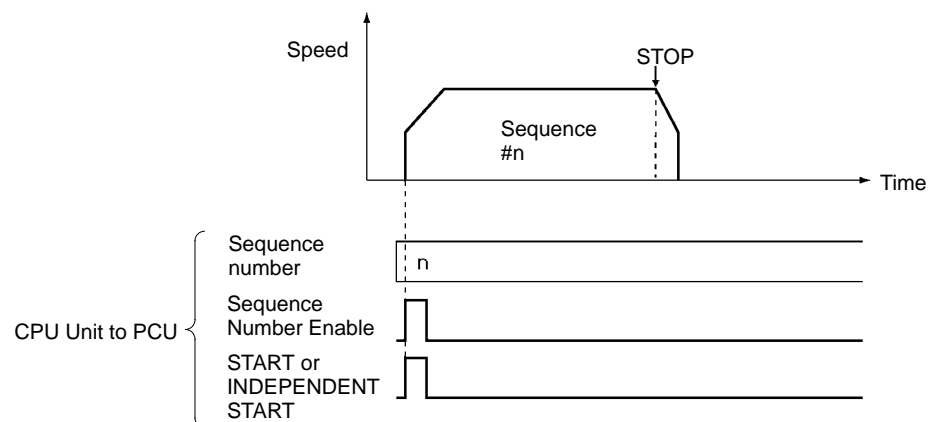 Speed
STOP
Sequence
#n
Time
Sequence
number
n
Sequence
Number Enable
CPU Unit to PCU
START or
INDEPENDENT
START